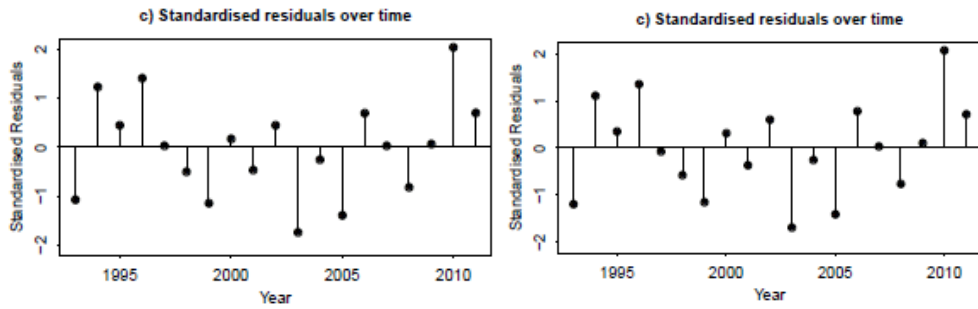 c) Standardised residuals over time
Standardised Residuals
2
1
0
−1
−2
1995 2000 2005 2010
Year
c) Standardised residuals over time
Standardised Residuals
2
1
0
−1
−2
1995 2000 2005 2010
Year